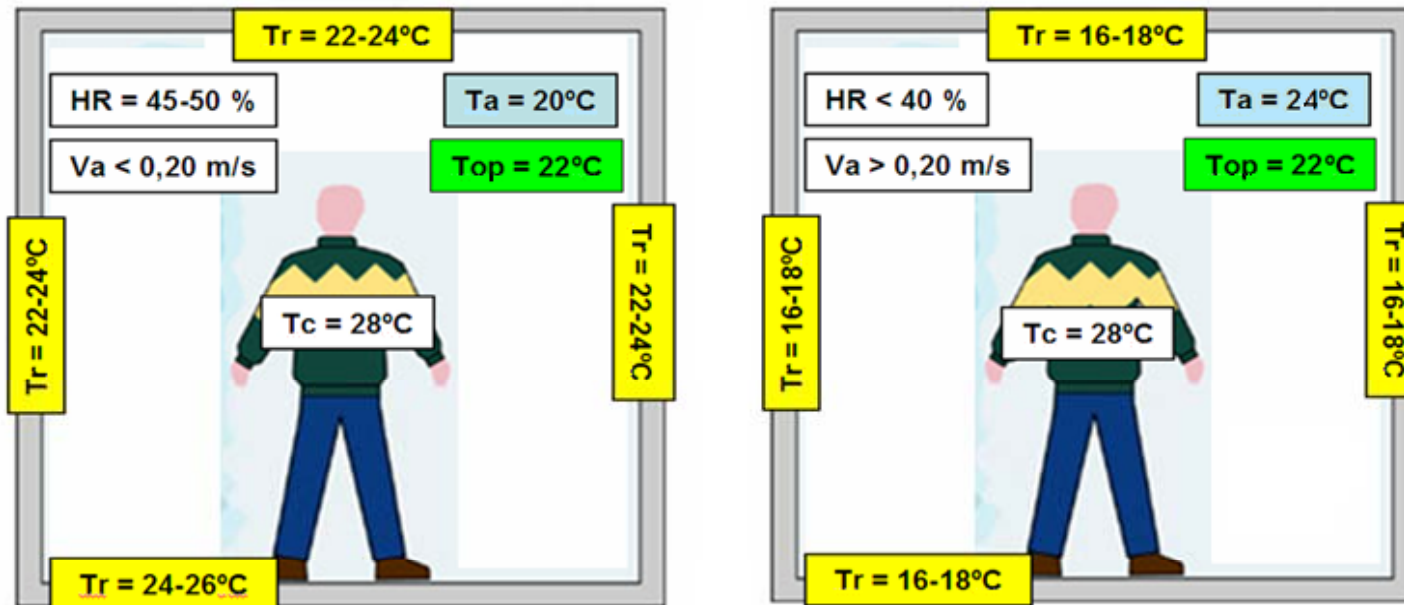 Tr = 22-24ºC
HR = 45-50 %
Ta = 20ºC
Va < 0,20 m/s
Top = 22ºC
Tr = 22-24ºC
Tr = 22-24ºC
Tc = 28ºC
Tr = 24-26ºC
Tr = 16-18ºC
HR < 40 %
Ta = 24ºC
Va > 0,20 m/s
Top = 22ºC
Tr = 16-18ºC
Tr = 16-18ºC
Tc = 28ºC
Tr = 16-18ºC